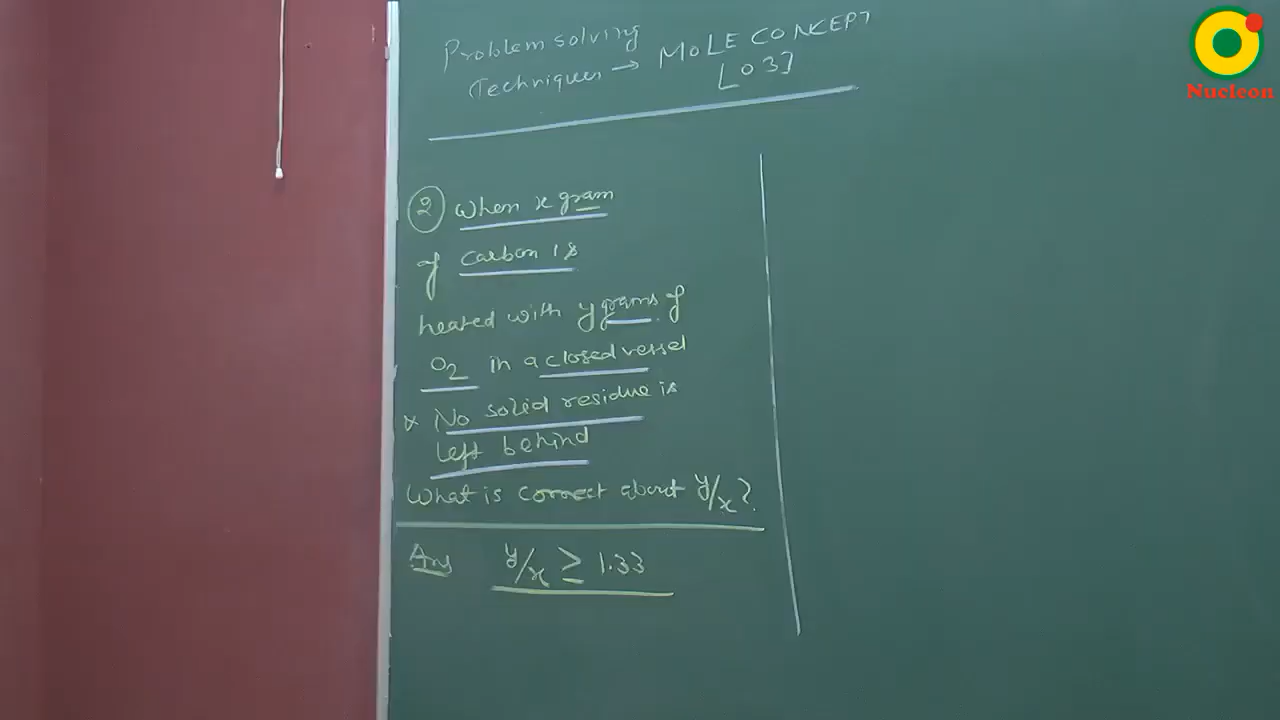 Problem solving
Techniques → MOLE CONCEPT
[03]
Nucleon
② When x gram
of Carbon is
heated with y grams of
O2 in a closed vessel
* No solid residue is
left behind
What is correct about y/x?
Ans y/x ≥ 1.33